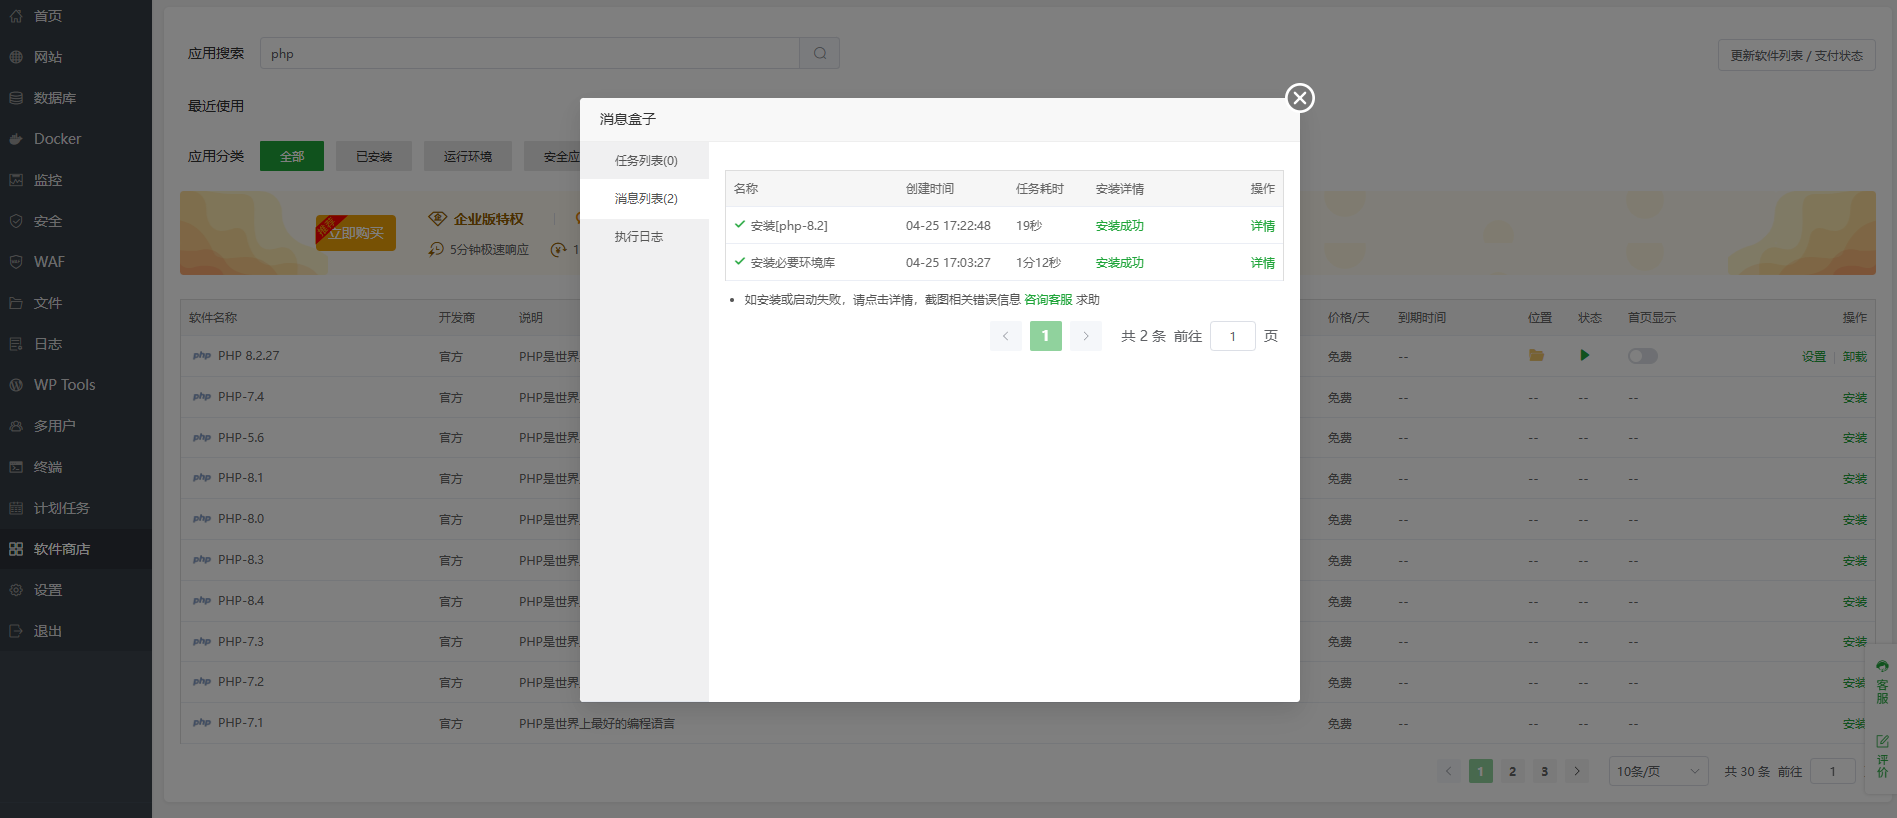 首页
网站
数据库
Docker
监控
安全
WAF
文件
日志
WP Tools
多用户
终端
计划任务
软件商店
设置
退出
应用搜索 php
更新软件列表 / 支付状态
最近使用
应用分类 全部 已安装 运行环境 安全应
推荐 立即购买 企业版特权
5分钟极速响应 1
软件名称 开发商 说明 价格/天 到期时间 位置 状态 首页显示 操作
php PHP 8.2.27 官方 PHP是世界 免费 -- 设置 | 卸载
php PHP-7.4 官方 PHP是世界 免费 -- -- -- -- 安装
php PHP-5.6 官方 PHP是世界 免费 -- -- -- -- 安装
php PHP-8.1 官方 PHP是世界 免费 -- -- -- -- 安装
php PHP-8.0 官方 PHP是世界 免费 -- -- -- -- 安装
php PHP-8.3 官方 PHP是世界 免费 -- -- -- -- 安装
php PHP-8.4 官方 PHP是世界 免费 -- -- -- -- 安装
php PHP-7.3 官方 PHP是世界 免费 -- -- -- -- 安装
php PHP-7.2 官方 PHP是世界 免费 -- -- -- -- 安装
php PHP-7.1 官方 PHP是世界上最好的编程语言 免费 -- -- -- -- 安装
1 2 3 10条/页 共 30 条 前往 1
客服
评价
消息盒子
任务列表(0)
消息列表(2)
执行日志
名称 创建时间 任务耗时 安装详情 操作
安装[php-8.2] 04-25 17:22:48 19秒 安装成功 详情
安装必要环境库 04-25 17:03:27 1分12秒 安装成功 详情
如安装或启动失败，请点击详情，截图相关错误信息 咨询客服 求助
1 共 2 条 前往 1 页